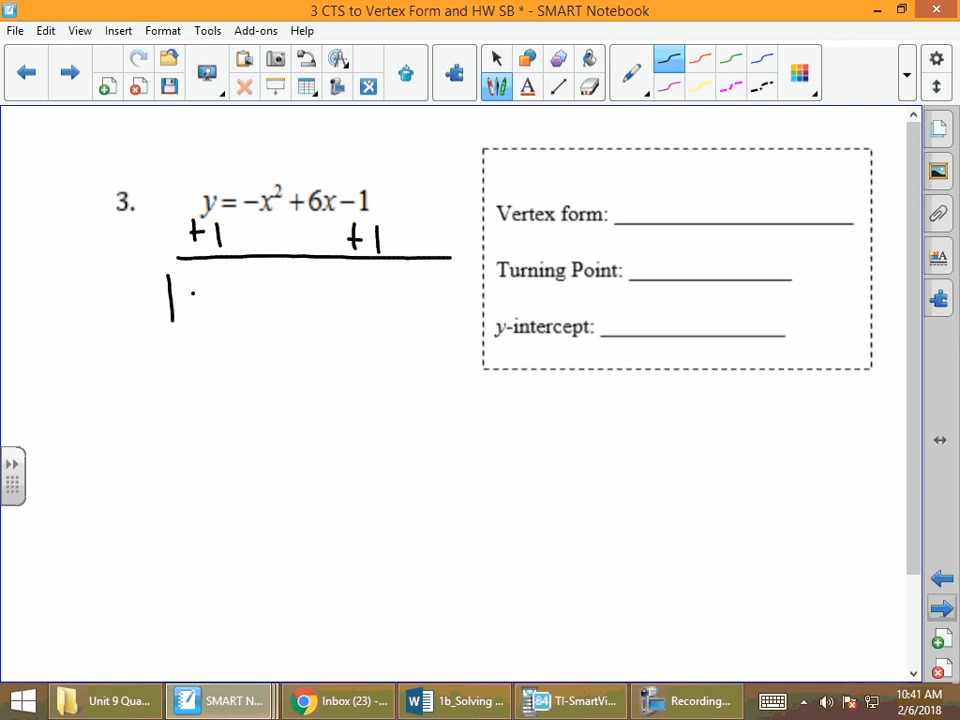 3 CTS to Vertex Form and HW SB * - SMART Notebook
File Edit View Insert Format Tools Add-ons Help
3. y = −x² + 6x − 1
+1 +1
1
Vertex form:
Turning Point:
y-intercept:
Unit 9 Qua... SMART N... Inbox (23) -... 1b_Solving ... TI-SmartVi... Recording...
10:41 AM
2/6/2018